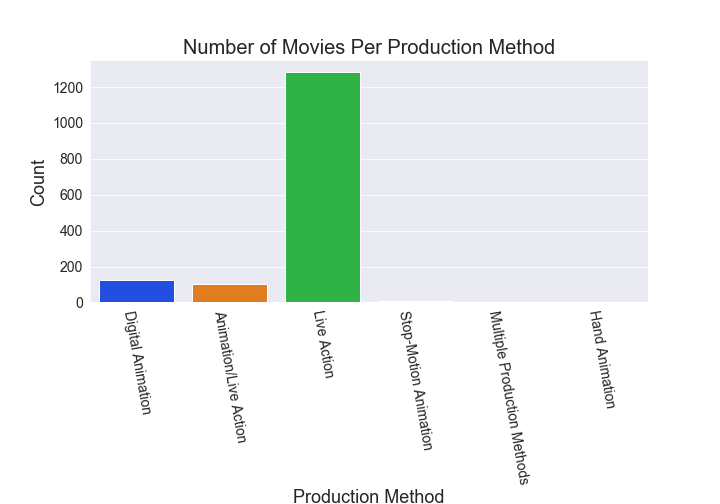 Number of Movies Per Production Method
1200
1000
800
600
400
200
0
Count
Digital Animation
Animation/Live Action
Live Action
Stop-Motion Animation
Multiple Production Methods
Hand Animation
Production Method